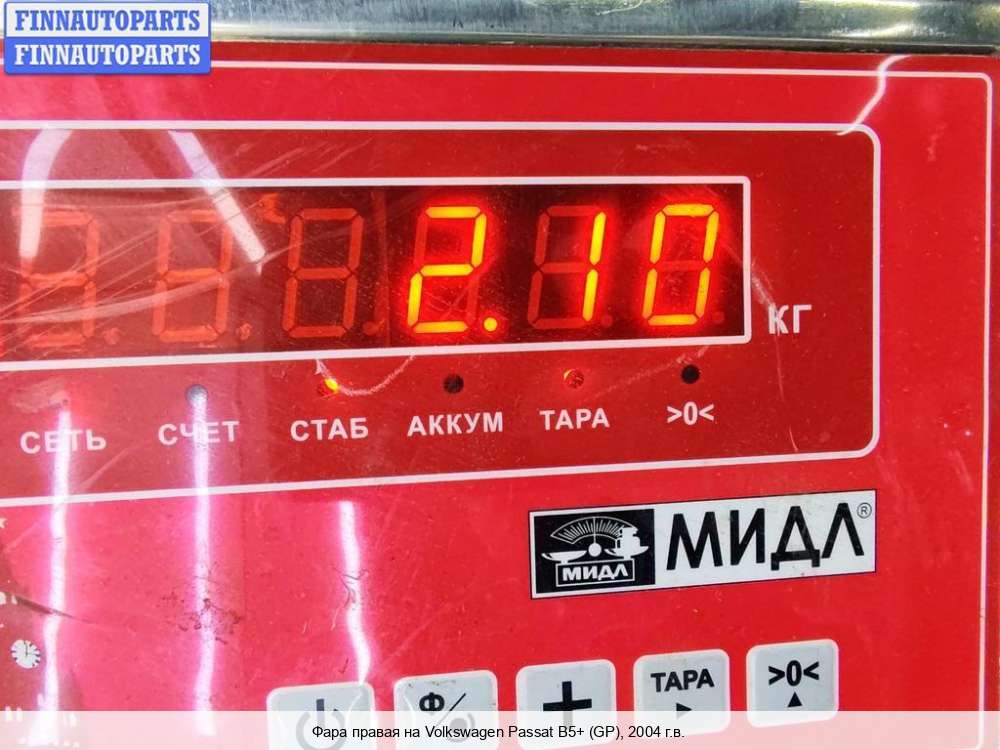 FINNAUTOPARTS
FINNAUTOPARTS
2.10
КГ
СЕТЬ СЧЕТ СТАБ АККУМ ТАРА >0<
МИДЛ МИДЛ®
Ф/ + ТАРА >0<
Фара правая на Volkswagen Passat B5+ (GP), 2004 г.в.